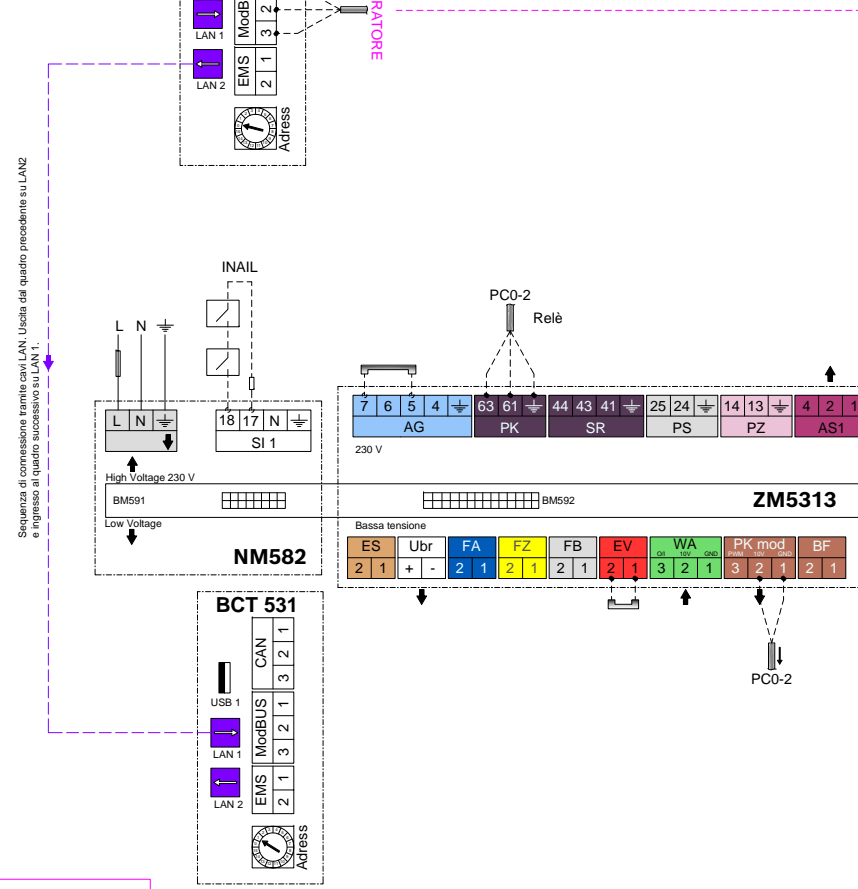 LAN 1
ModB
2
3
RATORE
LAN 2
EMS
1
2
Adress
Sequenza di connessione tramite cavi LAN. Uscita dal quadro precedente su LAN2
e ingresso al quadro successivo su LAN 1.
INAIL
PC0-2
Relè
L N
L N
18 17 N
SI 1
7 6 5 4
AG
63 61
PK
44 43 41
SR
25 24
PS
14 13
PZ
4 2 1
AS1
230 V
High Voltage 230 V
BM591
BM592
ZM5313
Low Voltage
NM582
Bassa tensione
ES
2 1
Ubr
+ -
FA
2 1
FZ
2 1
FB
2 1
EV
2 1
WA
O/I 10V GND
3 2 1
PK mod
PWM 10V GND
3 2 1
BF
2 1
PC0-2
BCT 531
CAN
1
2
3
USB 1
ModBUS
1
2
3
LAN 1
EMS
1
2
LAN 2
Adress